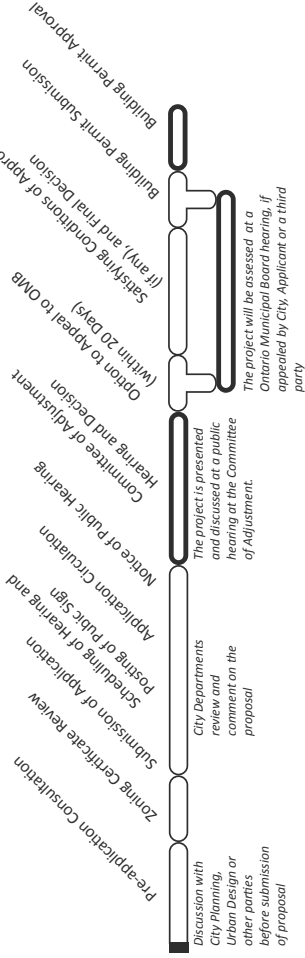 Pre-application Consultation
Zoning Certificate Review
Submission of Application
Scheduling of Hearing and
Posting of Public Sign
Application Circulation
Notice of Public Hearing
Committee of Adjustment
Hearing and Decision
Option to Appeal to OMB
(within 20 Days)
Satisfying Conditions of
(if any), and Final Decision
Building Permit Submission
Building Permit Approval
Discussion with
City Planning,
Urban Design or
other parties
before submission
of proposal
City Departments
review and
comment on the
proposal
The project is presented
and discussed at a public
hearing at the Committee
of Adjustment.
The project will be assessed at a
Ontario Municipal Board hearing, if
appealed by City, Applicant or a third
party